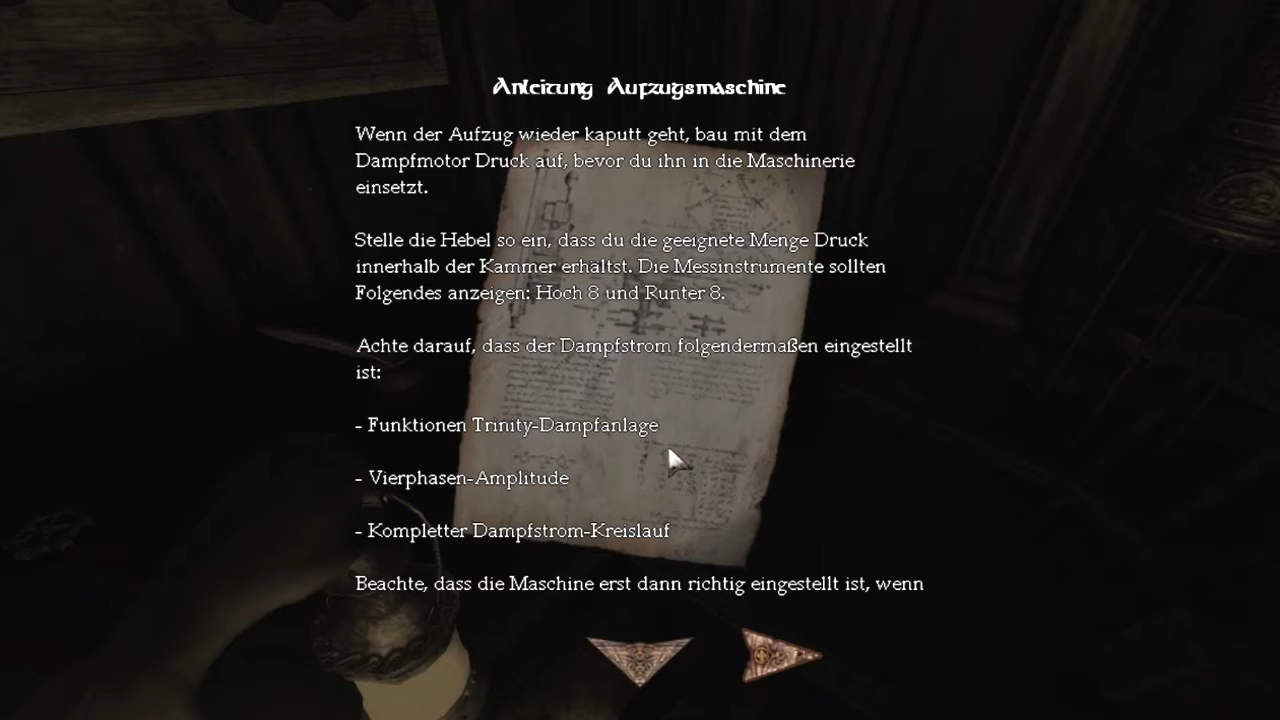 Anleitung Aufzugsmaschine
Wenn der Aufzug wieder kaputt geht, bau mit dem
Dampfmotor Druck auf, bevor du ihn in die Maschinerie
einsetzt.
Stelle die Hebel so ein, dass du die geeignete Menge Druck
innerhalb der Kammer erhältst. Die Messinstrumente sollten
Folgendes anzeigen: Hoch 8 und Runter 8.
Achte darauf, dass der Dampfstrom folgendermaßen eingestellt
ist:
- Funktionen Trinity-Dampfanlage
- Vierphasen-Amplitude
- Kompletter Dampfstrom-Kreislauf
Beachte, dass die Maschine erst dann richtig eingestellt ist, wenn